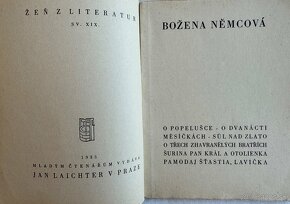 ŽEŇ Z LITERATUR
SV. XIX.
1935
MLADÝM ČTENÁŘŮM VYDÁVÁ
JAN LAICHTER V PRAZE
BOŽENA NĚMCOVÁ
O POPELUŠCE · O DVANÁCTI
MĚSÍČKÁCH · SŮL NAD ZLATO
O TŘECH ZHAVRANĚLÝCH BRATŘÍCH
ŠURINA PAN KRÁL A OTOLIENKA
PAMODAJ ŠŤASTIA, LAVIČKA